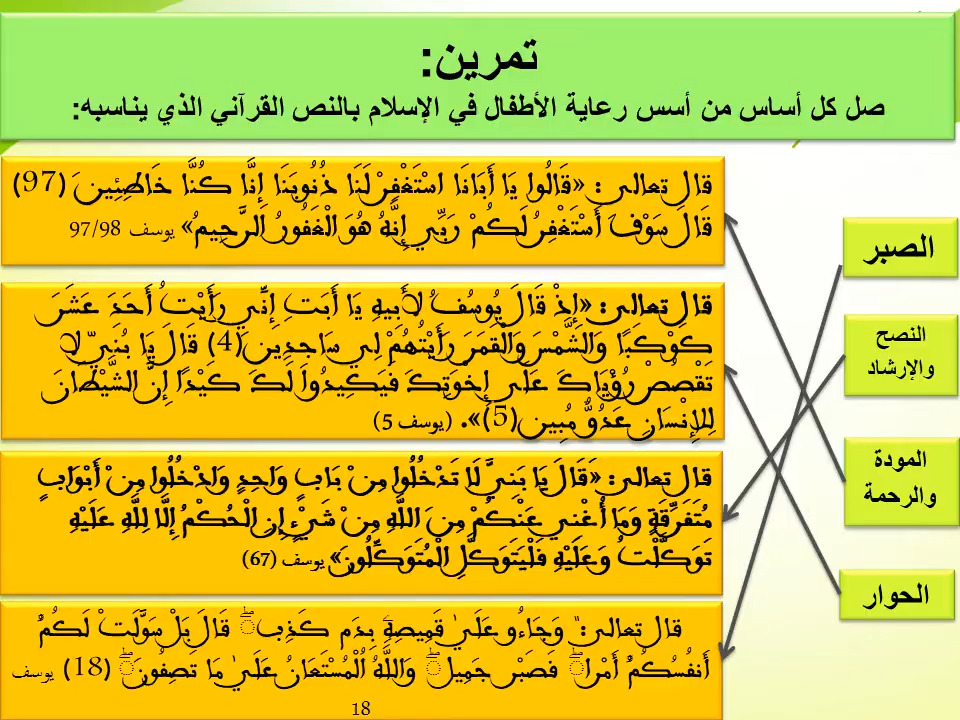 تمرين:
صل كل أساس من أسس رعاية الأطفال في الإسلام بالنص القرآني الذي يناسبه:
قال تعالى: «قَالُوا يَا أَبَانَا اسْتَغْفِرْ لَنَا ذُنُوبَنَا إِنَّا كُنَّا خَاطِئِينَ (97)
قَالَ سَوْفَ أَسْتَغْفِرُ لَكُمْ رَبِّي إِنَّهُ هُوَ الْغَفُورُ الرَّحِيمُ» يوسف 97/98
قال تعالى: «إِذْ قَالَ يُوسُفُ لِأَبِيهِ يَا أَبَتِ إِنِّي رَأَيْتُ أَحَدَ عَشَرَ
كَوْكَبًا وَالشَّمْسَ وَالْقَمَرَ رَأَيْتُهُمْ لِي سَاجِدِين(4) قَالَ يَا بُنَيّ لَا
تَقْصُصْ رُؤْيَاكَ عَلَى إِخْوَتِكَ فَيَكِيدُوا لَكَ كَيْدًا إِنَّ الشَّيْطَانَ
لِلْإِنْسَانِ عَدُوٌّ مُبِين(5)». (يوسف 5)
قال تعالى: «قَالَ يَا بَنِيَّ لَا تَدْخُلُوا مِنْ بَابٍ وَاحِدٍ وَادْخُلُوا مِنْ أَبْوَابٍ
مُتَفَرِّقَةٍ وَمَا أُغْنِي عَنْكُمْ مِنَ اللَّهِ مِنْ شَيْءٍ إِنِ الْحُكْمُ إِلَّا لِلَّهِ عَلَيْهِ
تَوَكَّلْتُ وَعَلَيْهِ فَلْيَتَوَكَّلِ الْمُتَوَكِّلُونَ» يوسف (67)
قال تعالى:" وَجَاءُو عَلَىٰ قَمِيصِهِ بِدَمٍ كَذِبٍ ۚ قَالَ بَلْ سَوَّلَتْ لَكُمْ
أَنفُسُكُمْ أَمْرًا ۖ فَصَبْرٌ جَمِيلٌ ۖ وَاللَّهُ الْمُسْتَعَانُ عَلَىٰ مَا تَصِفُونَ ۖ (18) يوسف
18
الصبر
النصح
والإرشاد
المودة
والرحمة
الحوار